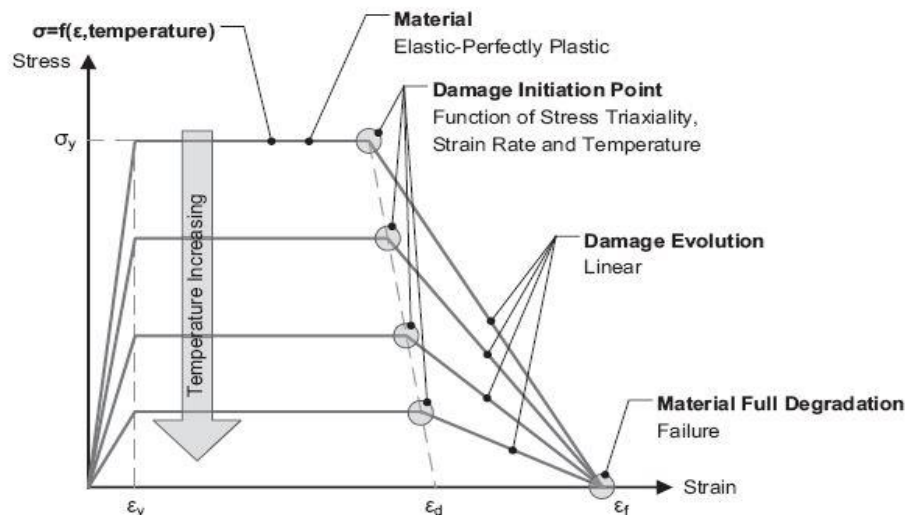 σ=f(ε,temperature)
Material
Elastic-Perfectly Plastic
Stress
Damage Initiation Point
Function of Stress Triaxiality,
Strain Rate and Temperature
σy
Temperature Increasing
Damage Evolution
Linear
Material Full Degradation
Failure
Strain
εy
εd
εf